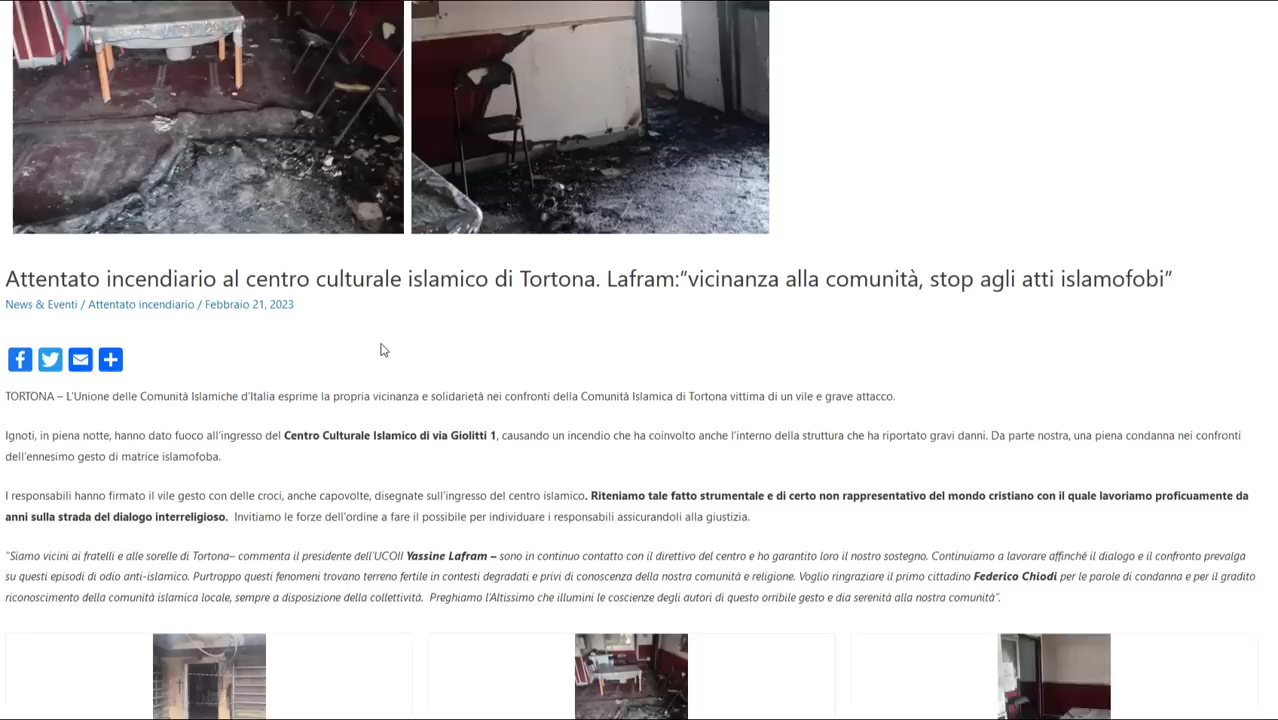 Attentato incendiario al centro culturale islamico di Tortona. Lafram:“vicinanza alla comunità, stop agli atti islamofobi”
News & Eventi / Attentato incendiario / Febbraio 21, 2023
TORTONA – L’Unione delle Comunità Islamiche d’Italia esprime la propria vicinanza e solidarietà nei confronti della Comunità Islamica di Tortona vittima di un vile e grave attacco.
Ignoti, in piena notte, hanno dato fuoco all’ingresso del Centro Culturale Islamico di via Giolitti 1, causando un incendio che ha coinvolto anche l’interno della struttura che ha riportato gravi danni. Da parte nostra, una piena condanna nei confronti
dell’ennesimo gesto di matrice islamofoba.
I responsabili hanno firmato il vile gesto con delle croci, anche capovolte, disegnate sull’ingresso del centro islamico. Riteniamo tale fatto strumentale e di certo non rappresentativo del mondo cristiano con il quale lavoriamo proficuamente da
anni sulla strada del dialogo interreligioso. Invitiamo le forze dell’ordine a fare il possibile per individuare i responsabili assicurandoli alla giustizia.
“Siamo vicini ai fratelli e alle sorelle di Tortona– commenta il presidente dell’UCOII Yassine Lafram – sono in continuo contatto con il direttivo del centro e ho garantito loro il nostro sostegno. Continuiamo a lavorare affinché il dialogo e il confronto prevalga
su questi episodi di odio anti-islamico. Purtroppo questi fenomeni trovano terreno fertile in contesti degradati e privi di conoscenza della nostra comunità e religione. Voglio ringraziare il primo cittadino Federico Chiodi per le parole di condanna e per il gradito
riconoscimento della comunità islamica locale, sempre a disposizione della collettività. Preghiamo l’Altissimo che illumini le coscienze degli autori di questo orribile gesto e dia serenità alla nostra comunità”.